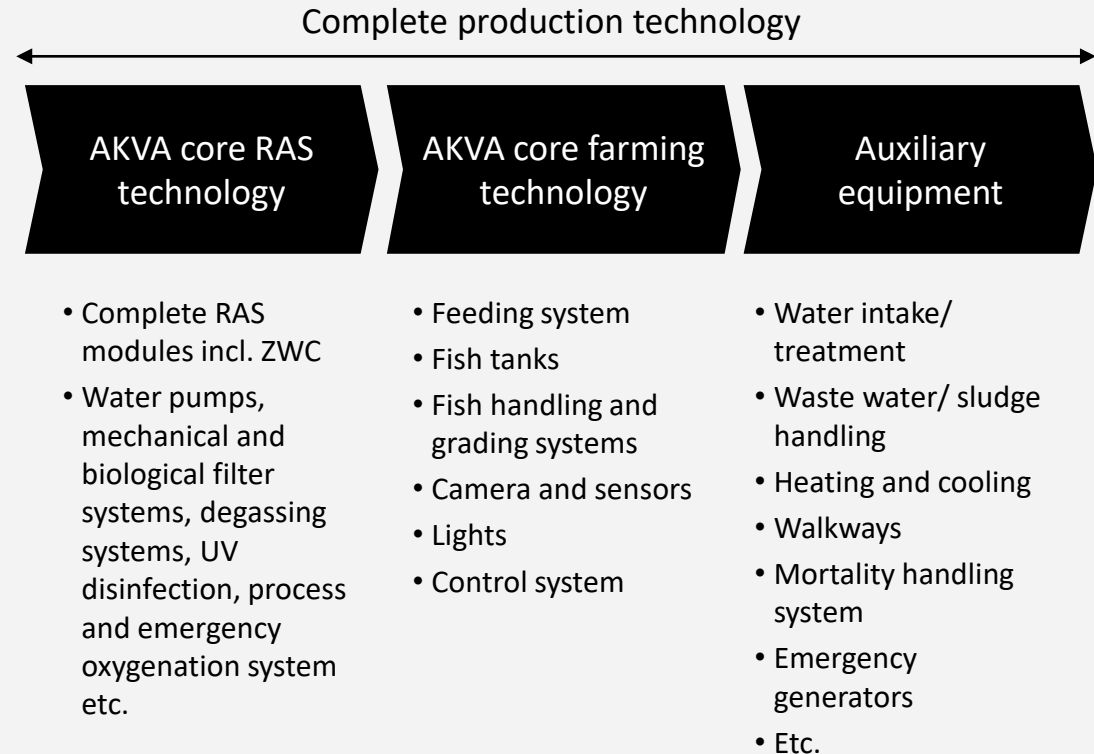 Complete production technology
AKVA core RAS
technology
AKVA core farming
technology
Auxiliary
equipment
• Complete RAS
modules incl. ZWC
• Water pumps,
mechanical and
biological filter
systems, degassing
systems, UV
disinfection, process
and emergency
oxygenation system
etc.
• Feeding system
• Fish tanks
• Fish handling and
grading systems
• Camera and sensors
• Lights
• Control system
• Water intake/
treatment
• Waste water/ sludge
handling
• Heating and cooling
• Walkways
• Mortality handling
system
• Emergency
generators
• Etc.